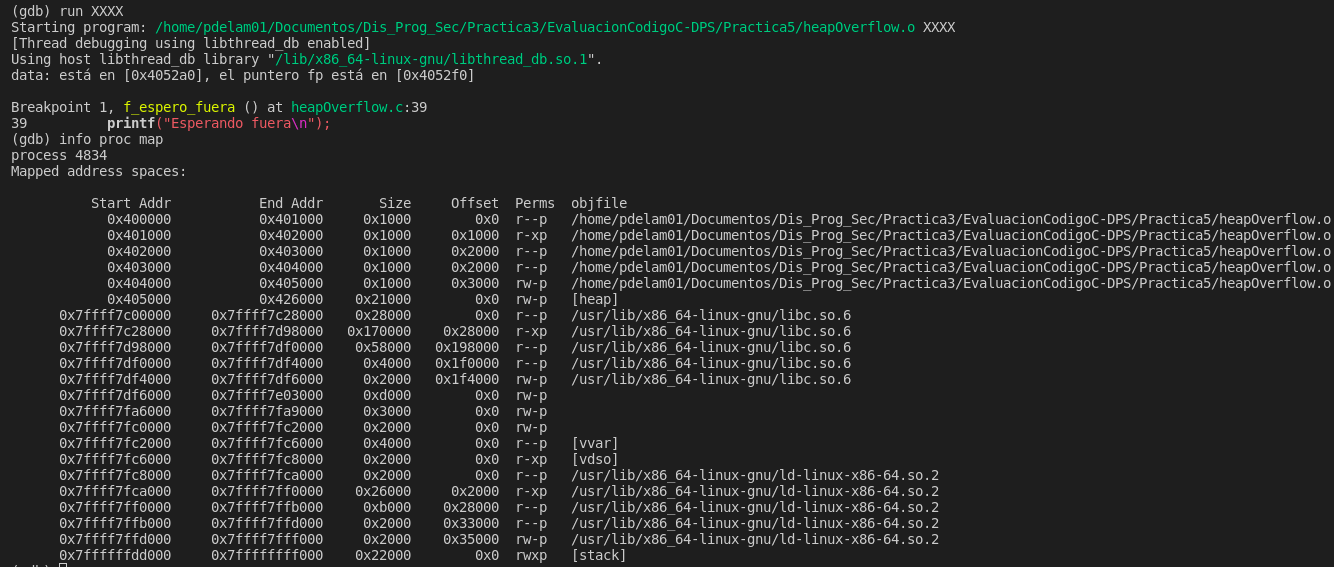 (gdb) run XXXX
Starting program: /home/pdelam01/Documentos/Dis_Prog_Sec/Practica3/EvaluacionCodigoC-DPS/Practica5/heapOverflow.o XXXX
[Thread debugging using libthread_db enabled]
Using host libthread_db library "/lib/x86_64-linux-gnu/libthread_db.so.1".
data: está en [0x4052a0], el puntero fp está en [0x4052f0]
Breakpoint 1, f_espero_fuera () at heapOverflow.c:39
39 printf("Esperando fuera\n");
(gdb) info proc map
process 4834
Mapped address spaces:
Start Addr End Addr Size Offset Perms objfile
0x400000 0x401000 0x1000 0x0 r--p /home/pdelam01/Documentos/Dis_Prog_Sec/Practica3/EvaluacionCodigoC-DPS/Practica5/heapOverflow.o
0x401000 0x402000 0x1000 0x1000 r-xp /home/pdelam01/Documentos/Dis_Prog_Sec/Practica3/EvaluacionCodigoC-DPS/Practica5/heapOverflow.o
0x402000 0x403000 0x1000 0x2000 r--p /home/pdelam01/Documentos/Dis_Prog_Sec/Practica3/EvaluacionCodigoC-DPS/Practica5/heapOverflow.o
0x403000 0x404000 0x1000 0x2000 r--p /home/pdelam01/Documentos/Dis_Prog_Sec/Practica3/EvaluacionCodigoC-DPS/Practica5/heapOverflow.o
0x404000 0x405000 0x1000 0x3000 rw-p /home/pdelam01/Documentos/Dis_Prog_Sec/Practica3/EvaluacionCodigoC-DPS/Practica5/heapOverflow.o
0x405000 0x426000 0x21000 0x0 rw-p [heap]
0x7ffff7c00000 0x7ffff7c28000 0x28000 0x0 r--p /usr/lib/x86_64-linux-gnu/libc.so.6
0x7ffff7c28000 0x7ffff7d98000 0x170000 0x28000 r-xp /usr/lib/x86_64-linux-gnu/libc.so.6
0x7ffff7d98000 0x7ffff7df0000 0x58000 0x198000 r--p /usr/lib/x86_64-linux-gnu/libc.so.6
0x7ffff7df0000 0x7ffff7df4000 0x4000 0x1f0000 r--p /usr/lib/x86_64-linux-gnu/libc.so.6
0x7ffff7df4000 0x7ffff7df6000 0x2000 0x1f4000 rw-p /usr/lib/x86_64-linux-gnu/libc.so.6
0x7ffff7df6000 0x7ffff7e03000 0xd000 0x0 rw-p
0x7ffff7fa6000 0x7ffff7fa9000 0x3000 0x0 rw-p
0x7ffff7fc0000 0x7ffff7fc2000 0x2000 0x0 rw-p
0x7ffff7fc2000 0x7ffff7fc6000 0x4000 0x0 r--p [vvar]
0x7ffff7fc6000 0x7ffff7fc8000 0x2000 0x0 r-xp [vdso]
0x7ffff7fc8000 0x7ffff7fca000 0x2000 0x0 r--p /usr/lib/x86_64-linux-gnu/ld-linux-x86-64.so.2
0x7ffff7fca000 0x7ffff7ff0000 0x26000 0x2000 r-xp /usr/lib/x86_64-linux-gnu/ld-linux-x86-64.so.2
0x7ffff7ff0000 0x7ffff7ffb000 0xb000 0x28000 r--p /usr/lib/x86_64-linux-gnu/ld-linux-x86-64.so.2
0x7ffff7ffb000 0x7ffff7ffd000 0x2000 0x33000 r--p /usr/lib/x86_64-linux-gnu/ld-linux-x86-64.so.2
0x7ffff7ffd000 0x7ffff7fff000 0x2000 0x35000 rw-p /usr/lib/x86_64-linux-gnu/ld-linux-x86-64.so.2
0x7ffffffdd000 0x7ffffffff000 0x22000 0x0 rwxp [stack]
(gdb)